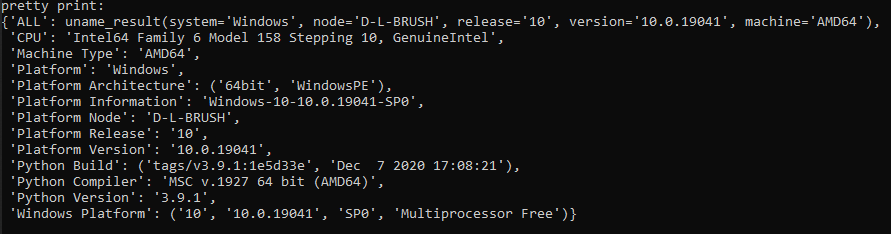 pretty print:
{'ALL': uname_result(system='Windows', node='D-L-BRUSH', release='10', version='10.0.19041', machine='AMD64'),
 'CPU': 'Intel64 Family 6 Model 158 Stepping 10, GenuineIntel',
 'Machine Type': 'AMD64',
 'Platform': 'Windows',
 'Platform Architecture': ('64bit', 'WindowsPE'),
 'Platform Information': 'Windows-10-10.0.19041-SP0',
 'Platform Node': 'D-L-BRUSH',
 'Platform Release': '10',
 'Platform Version': '10.0.19041',
 'Python Build': ('tags/v3.9.1:1e5d33e', 'Dec  7 2020 17:08:21'),
 'Python Compiler': 'MSC v.1927 64 bit (AMD64)',
 'Python Version': '3.9.1',
 'Windows Platform': ('10', '10.0.19041', 'SP0', 'Multiprocessor Free')}